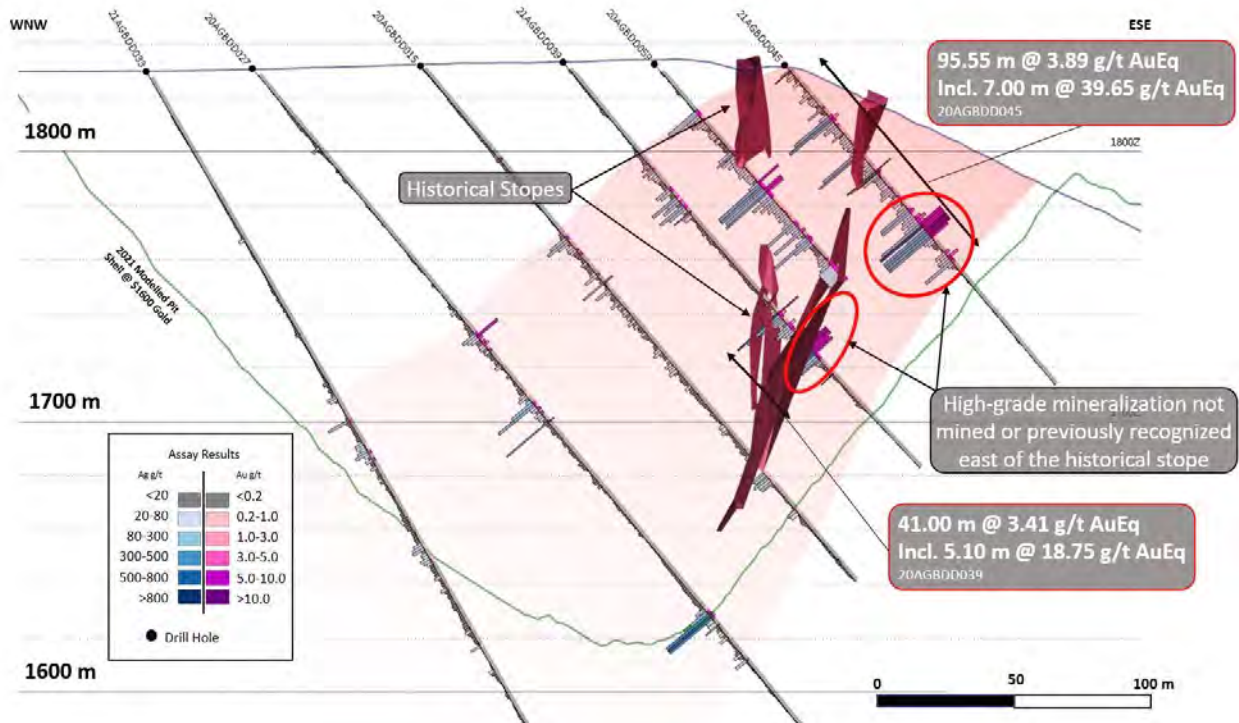 WNW
ESE
21AGBDD033
20AGBDD027
20AGBDD015
21AGBDD039
20AGBDD059
21AGBDD045
95.55 m @ 3.89 g/t AuEq
Incl. 7.00 m @ 39.65 g/t AuEq
20AGBDD045
1800 m
1800Z
Historical Stopes
2021 Modelled Pit
Shell @ $1600 Gold
1700 m
High-grade mineralization not
mined or previously recognized
east of the historical stope
Assay Results
Ag g/t Au g/t
<20 <0.2
20-80 0.2-1.0
80-300 1.0-3.0
300-500 3.0-5.0
500-800 5.0-10.0
>800 >10.0
Drill Hole
41.00 m @ 3.41 g/t AuEq
Incl. 5.10 m @ 18.75 g/t AuEq
20AGBDD039
1600 m
0 50 100 m